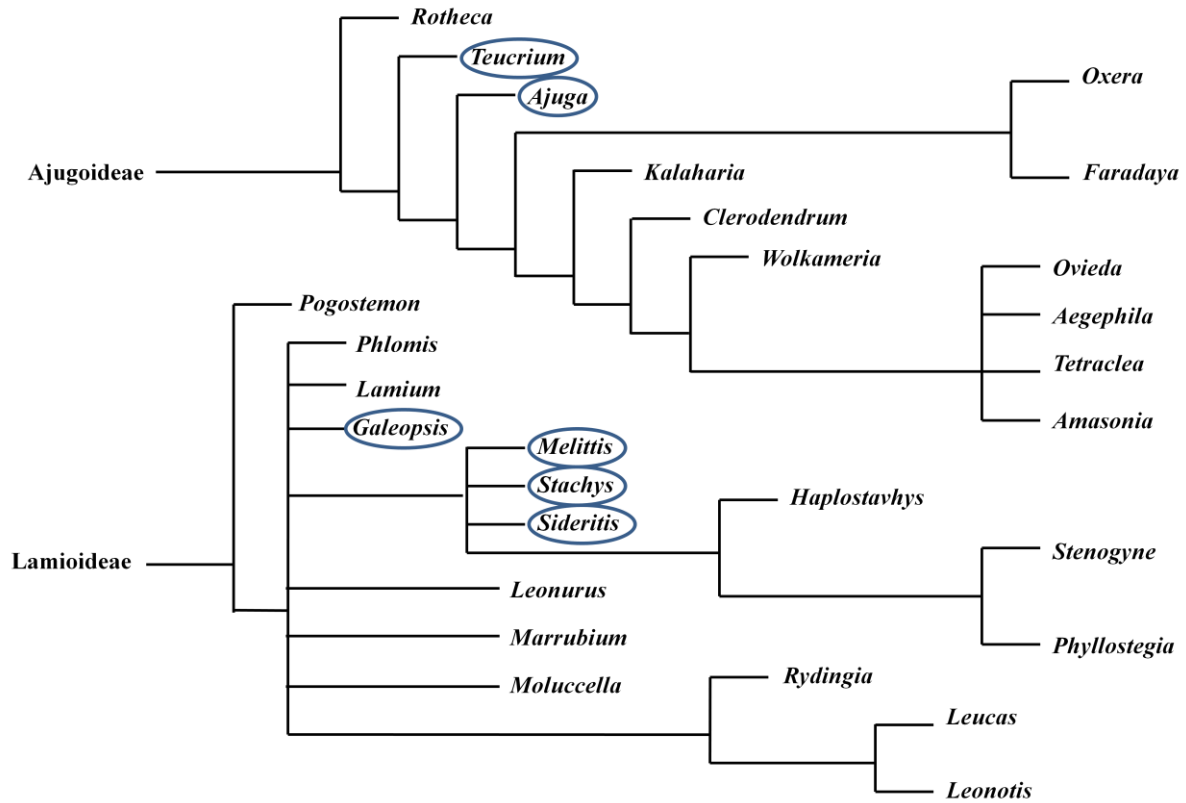 Rotheca
Teucrium
Ajuga
Oxera
Ajugoideae
Kalaharia
Faradaya
Clerodendrum
Wolkameria
Ovieda
Aegephila
Tetraclea
Amasonia
Pogostemon
Phlomis
Lamium
Galeopsis
Melittis
Stachys
Sideritis
Haplostavhys
Stenogyne
Phyllostegia
Lamioideae
Leonurus
Marrubium
Moluccella
Rydingia
Leucas
Leonotis